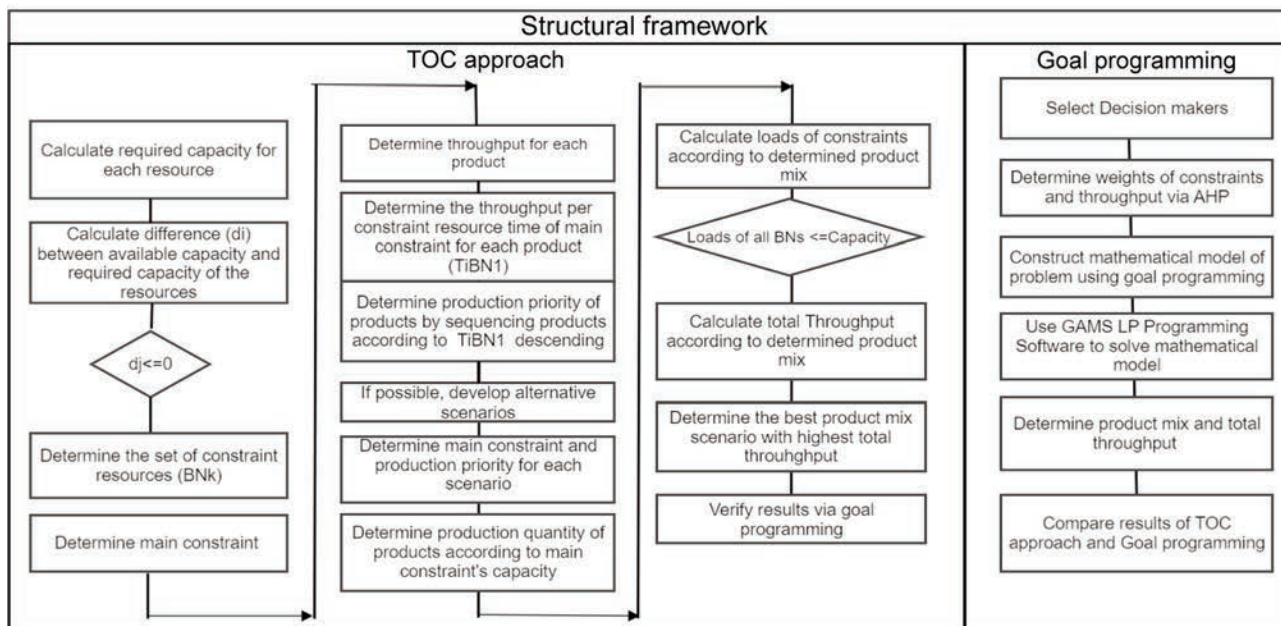 Structural framework
TOC approach
Calculate required capacity for
each resource
Calculate difference (di)
between available capacity and
required capacity of the
resources
dj<=0
Determine the set of constraint
resources (BNk)
Determine main constraint
Determine throughput for each
product
Determine the throughput per
constraint resource time of main
constraint for each product
(TiBN1)
Determine production priority of
products by sequencing products
according to TiBN1 descending
If possible, develop alternative
scenarios
Determine main constraint and
production priority for each
scenario
Determine production quantity of
products according to main
constraint's capacity
Calculate loads of constraints
according to determined product
mix
Loads of all BNs <=Capacity
Calculate total Throughput
according to determined product
mix
Determine the best product mix
scenario with highest total
throuhghput
Verify results via goal
programming
Goal programming
Select Decision makers
Determine weights of constraints
and throughput via AHP
Construct mathematical model of
problem using goal programming
Use GAMS LP Programming
Software to solve mathematical
model
Determine product mix and total
throughput
Compare results of TOC
approach and Goal programming